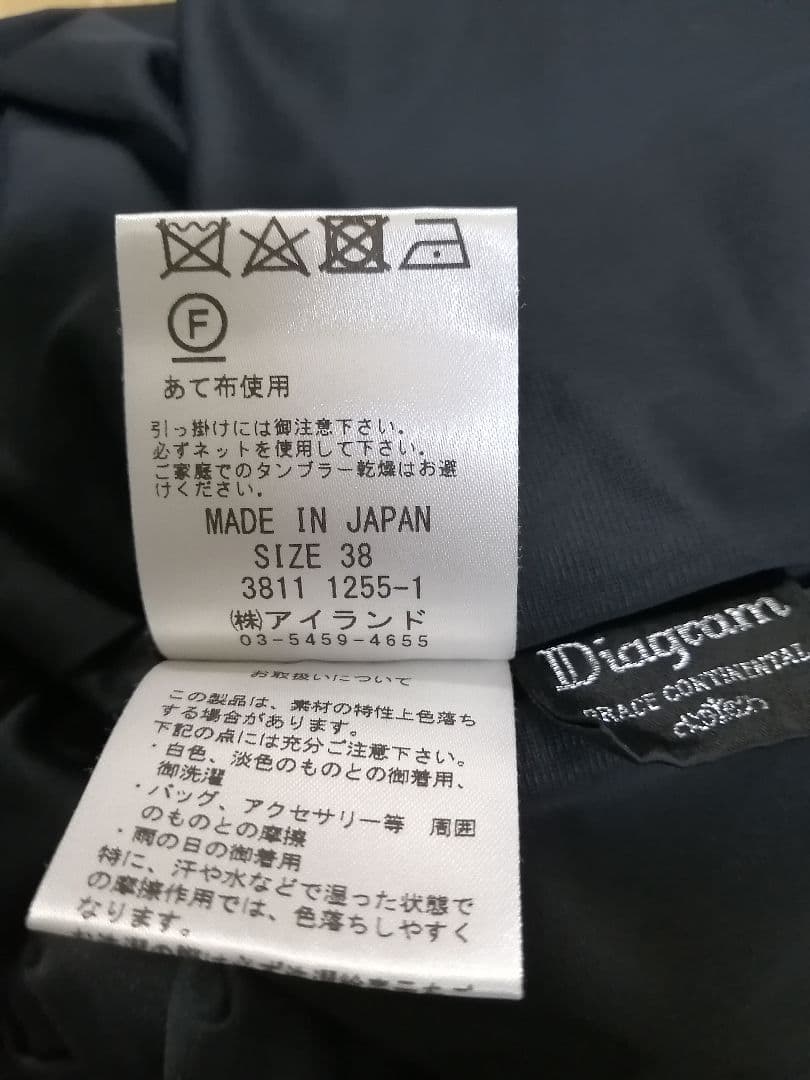 F
あて布使用
引っ掛けには御注意下さい。
必ずネットを使用して下さい。
ご家庭でのタンブラー乾燥はお避
けください。
MADE IN JAPAN
SIZE 38
3811 1255-1
㈱アイランド
03-5459-4655
お取扱いについて
この製品は、素材の特性上色落ち
する場合があります。
下記の点には充分ご注意下さい。
・白色、淡色のものとの御着用、
御洗濯
・バッグ、アクセサリー等 周囲
のものとの摩擦
・雨の日の御着用
特に、汗や水などで湿った状態で
の摩擦作用では、色落ちしやすく
なります。
Diagram
GRACE CONTINENTAL